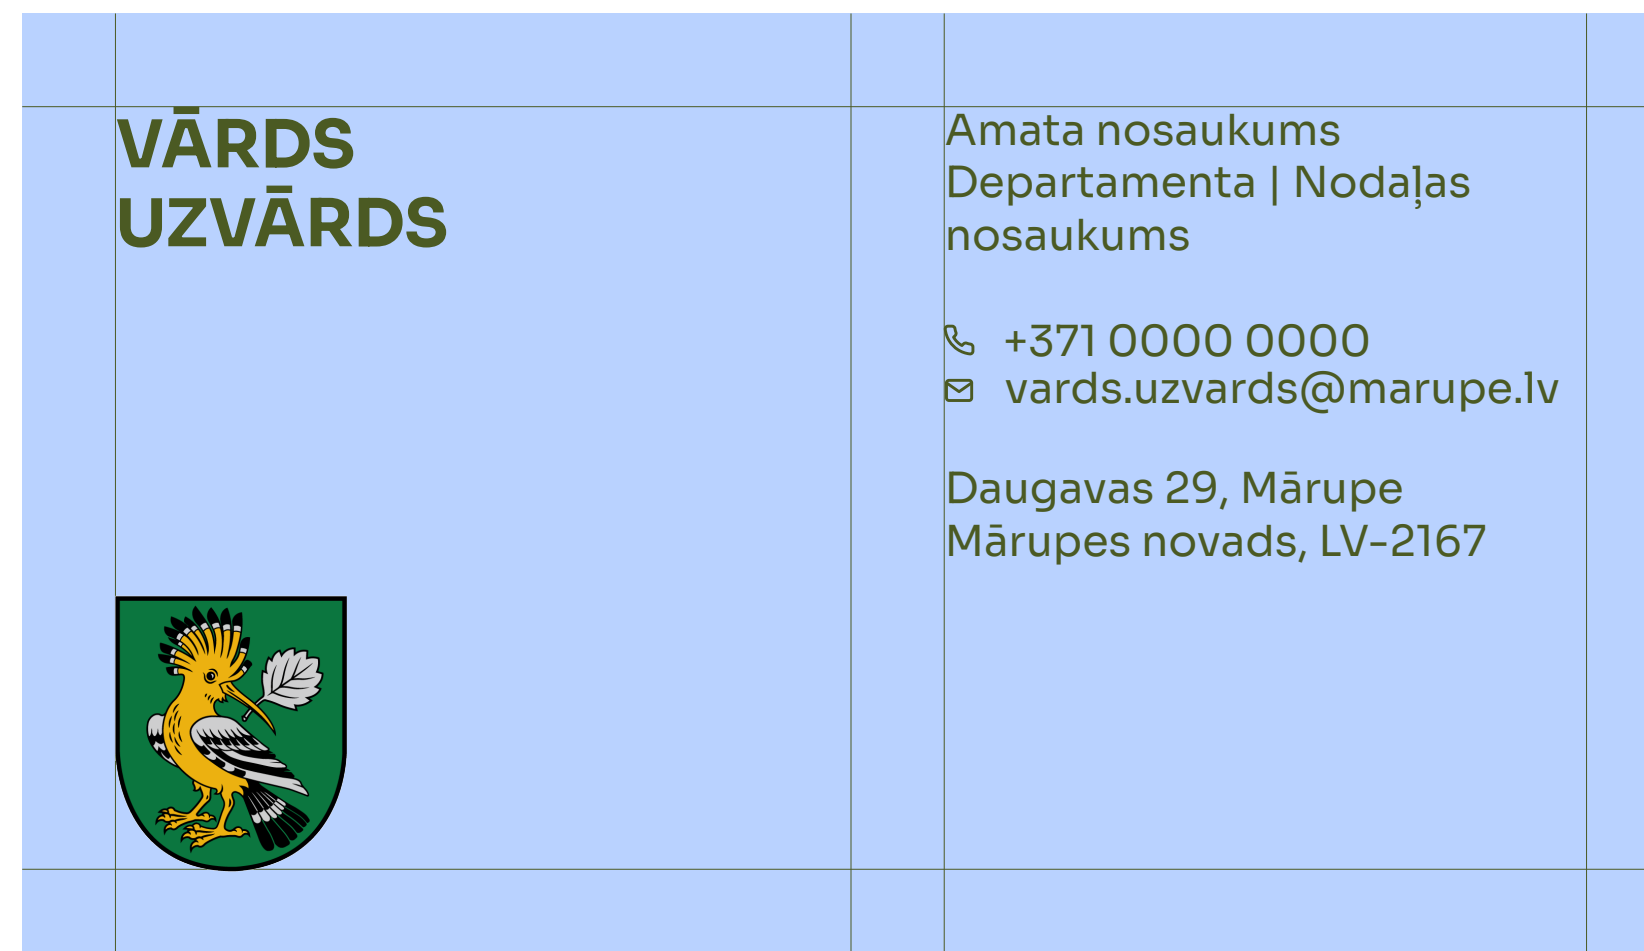 VĀRDS
UZVĀRDS
Amata nosaukums
Departamenta | Nodaļas
nosaukums
+371 0000 0000
vards.uzvards@marupe.lv
Daugavas 29, Mārupe
Mārupes novads, LV-2167